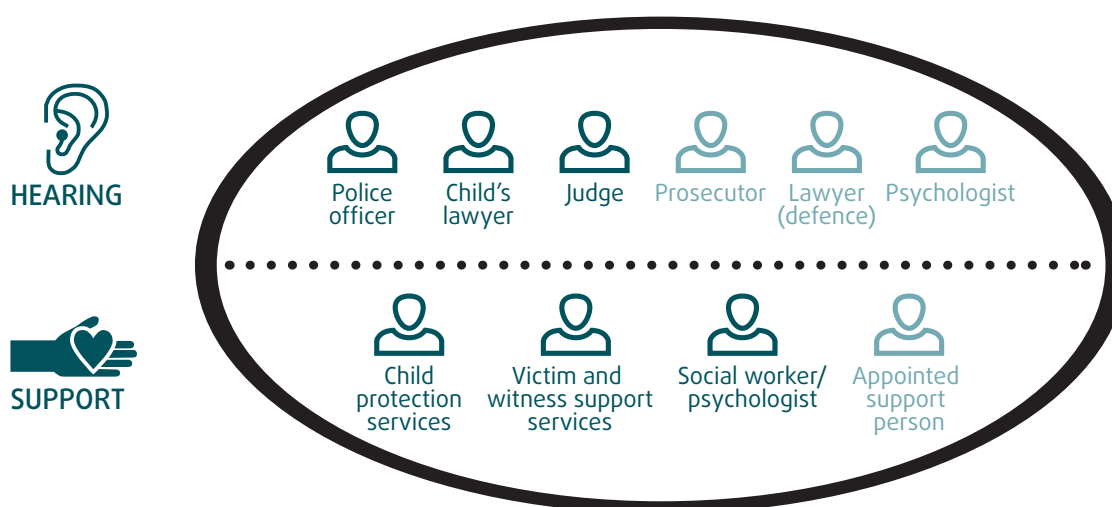 HEARING
Police
officer
Child's
lawyer
Judge
Prosecutor
Lawyer
(defence)
Psychologist
SUPPORT
Child
protection
services
Victim and
witness support
services
Social worker/
psychologist
Appointed
support
person